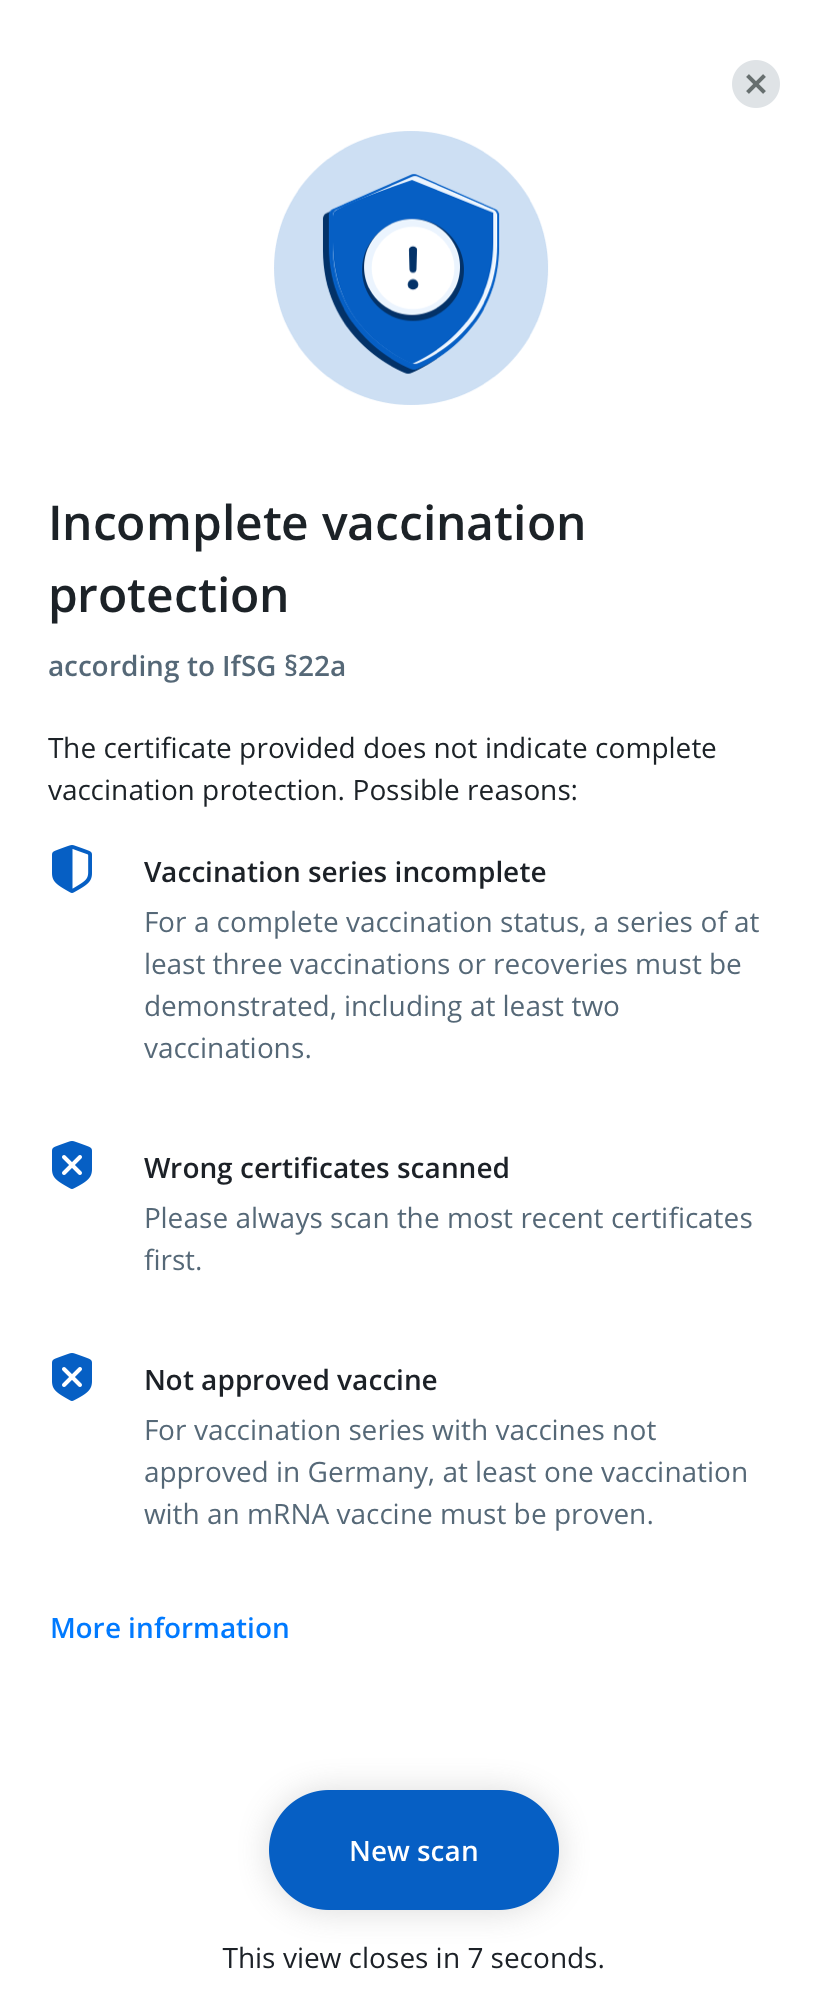 Incomplete vaccination
protection
according to IfSG §22a
The certificate provided does not indicate complete
vaccination protection. Possible reasons:
Vaccination series incomplete
For a complete vaccination status, a series of at
least three vaccinations or recoveries must be
demonstrated, including at least two
vaccinations.
Wrong certificates scanned
Please always scan the most recent certificates
first.
Not approved vaccine
For vaccination series with vaccines not
approved in Germany, at least one vaccination
with an mRNA vaccine must be proven.
More information
New scan
This view closes in 7 seconds.